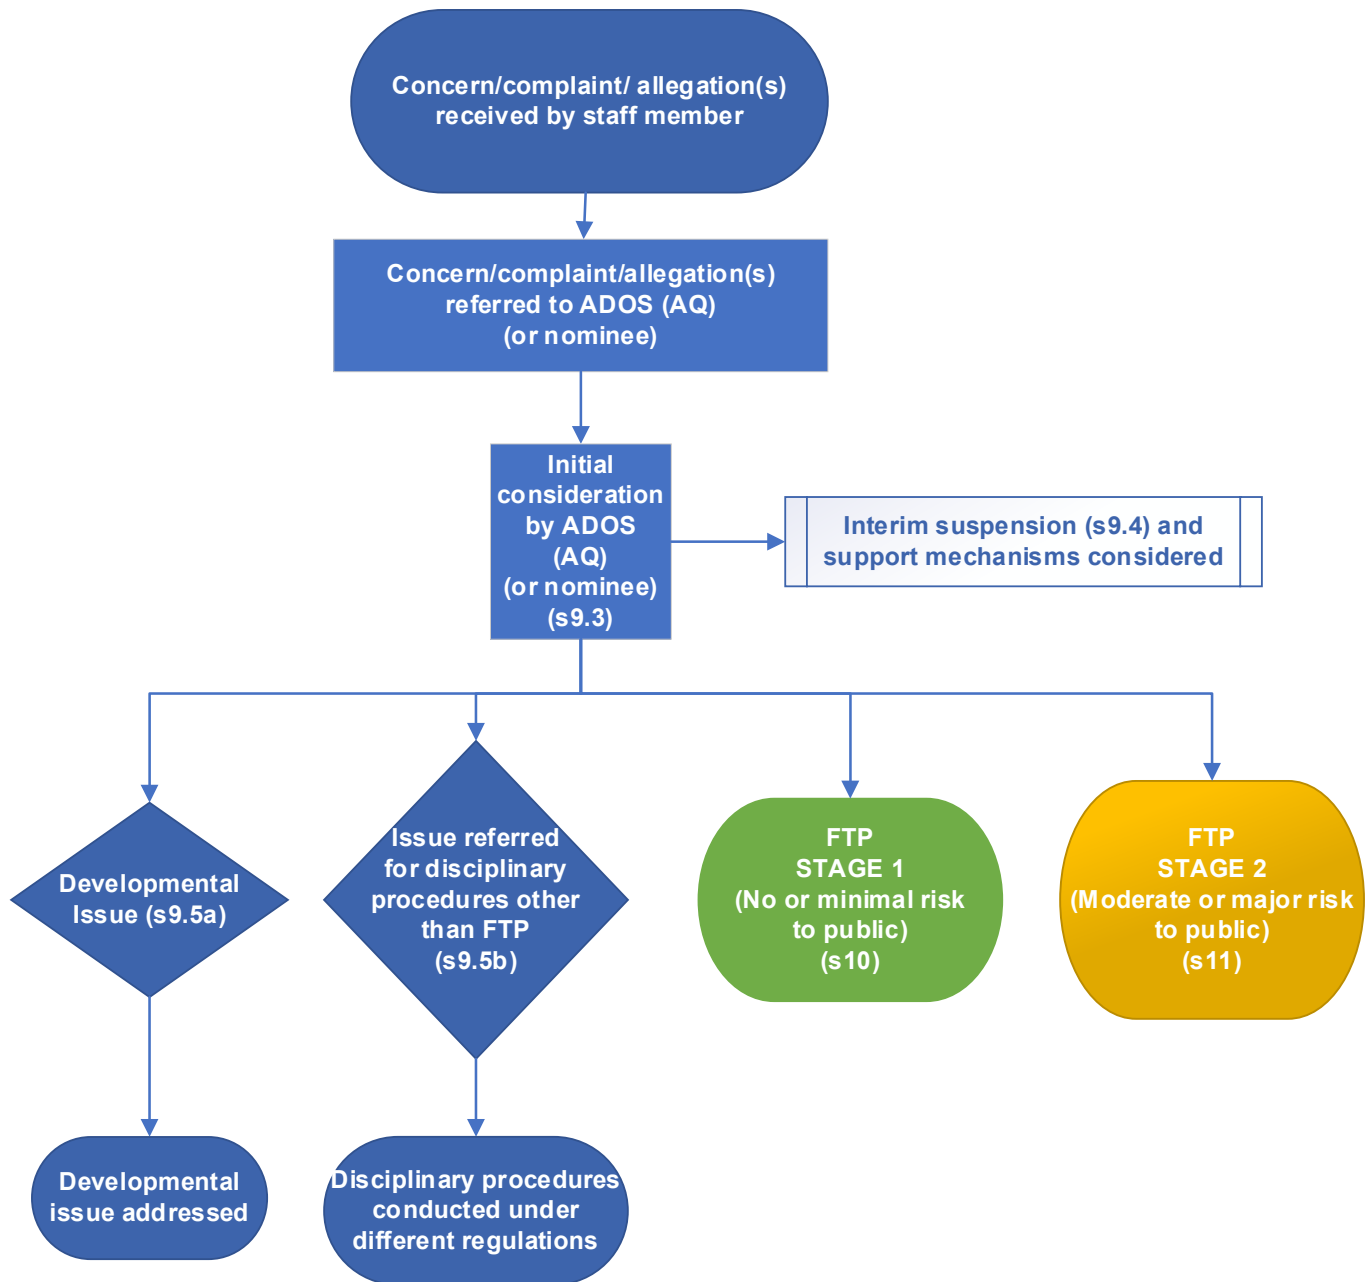 Concern/complaint/ allegation(s)
received by staff member
Concern/complaint/allegation(s)
referred to ADOS (AQ)
(or nominee)
Initial
consideration
by ADOS
(AQ)
(or nominee)
(s9.3)
Interim suspension (s9.4) and
support mechanisms considered
Developmental
Issue (s9.5a)
Issue referred
for disciplinary
procedures other
than FTP
(s9.5b)
FTP
STAGE 1
(No or minimal risk
to public)
(s10)
FTP
STAGE 2
(Moderate or major risk
to public)
(s11)
Developmental
issue addressed
Disciplinary procedures
conducted under
different regulations